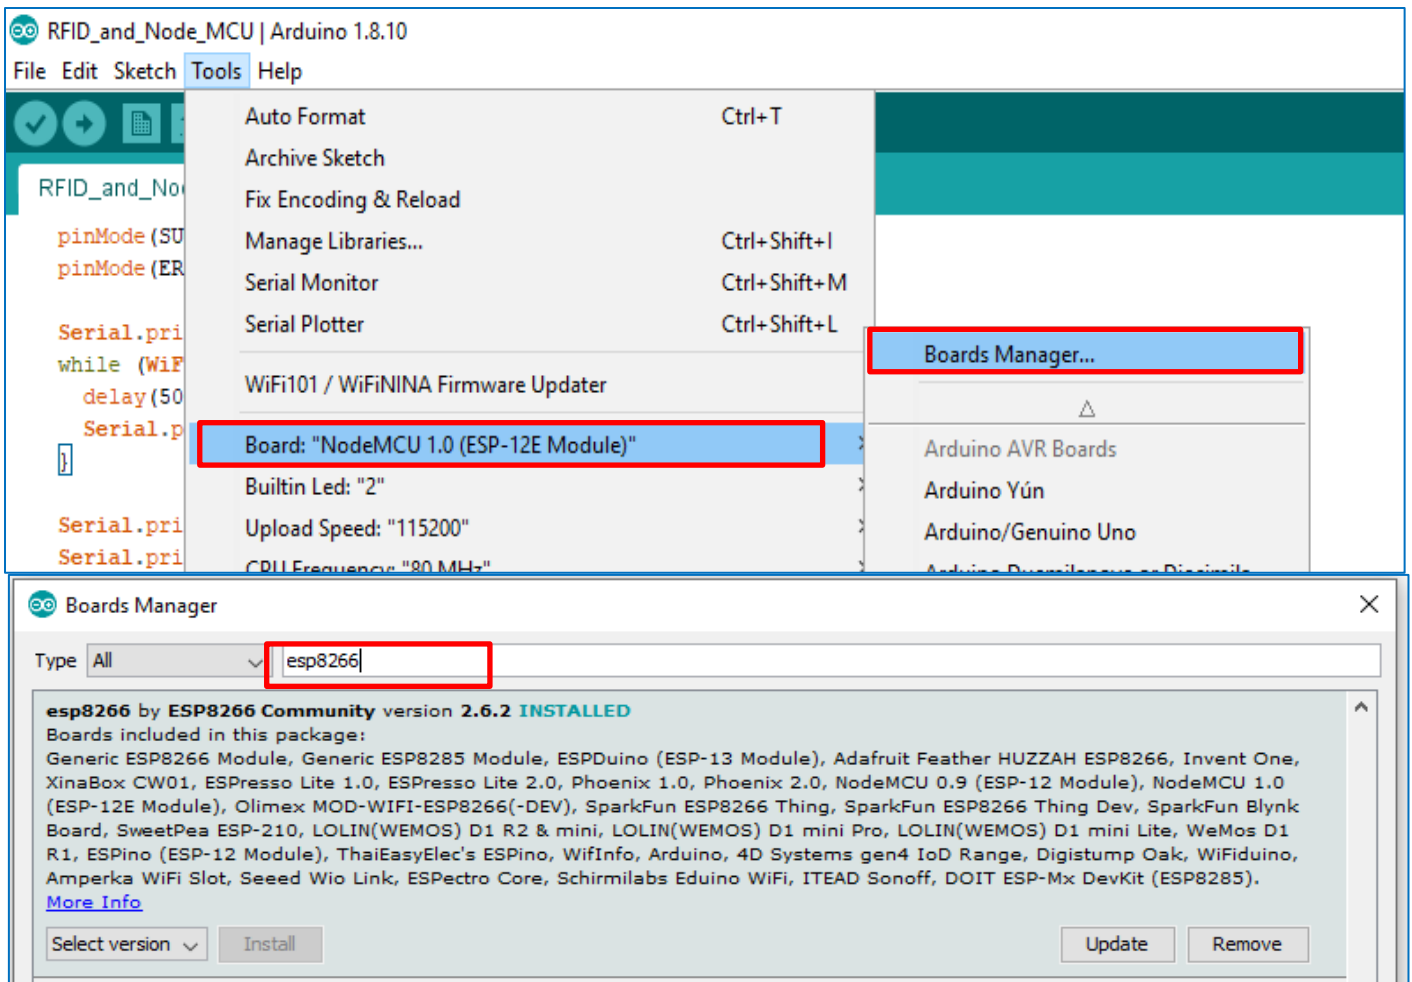 RFID_and_Node_MCU | Arduino 1.8.10
File Edit Sketch Tools Help
Auto Format Ctrl+T
Archive Sketch
RFID_and_No
Fix Encoding & Reload
pinMode(SU
Manage Libraries... Ctrl+Shift+I
pinMode(ER
Serial Monitor Ctrl+Shift+M
Serial.pri
Serial Plotter Ctrl+Shift+L
Boards Manager...
while (WiF
WiFi101 / WiFiNINA Firmware Updater
delay(50
Serial.p
Board: "NodeMCU 1.0 (ESP-12E Module)"
Arduino AVR Boards
}
Builtin Led: "2"
Arduino Yún
Serial.pri
Upload Speed: "115200"
Arduino/Genuino Uno
Serial.pri
CPU Frequency: "80 MHz"
Arduino Duemilanove or Diecimila
Boards Manager
Type All esp8266
esp8266 by ESP8266 Community version 2.6.2 INSTALLED
Boards included in this package:
Generic ESP8266 Module, Generic ESP8285 Module, ESPDuino (ESP-13 Module), Adafruit Feather HUZZAH ESP8266, Invent One,
XinaBox CW01, ESPresso Lite 1.0, ESPresso Lite 2.0, Phoenix 1.0, Phoenix 2.0, NodeMCU 0.9 (ESP-12 Module), NodeMCU 1.0
(ESP-12E Module), Olimex MOD-WIFI-ESP8266(-DEV), SparkFun ESP8266 Thing, SparkFun ESP8266 Thing Dev, SparkFun Blynk
Board, SweetPea ESP-210, LOLIN(WEMOS) D1 R2 & mini, LOLIN(WEMOS) D1 mini Pro, LOLIN(WEMOS) D1 mini Lite, WeMos D1
R1, ESPino (ESP-12 Module), ThaiEasyElec's ESPino, WifInfo, Arduino, 4D Systems gen4 IoD Range, Digistump Oak, WiFiduino,
Amperka WiFi Slot, Seeed Wio Link, ESPectro Core, Schirmilabs Eduino WiFi, ITEAD Sonoff, DOIT ESP-Mx DevKit (ESP8285).
More Info
Select version Install Update Remove